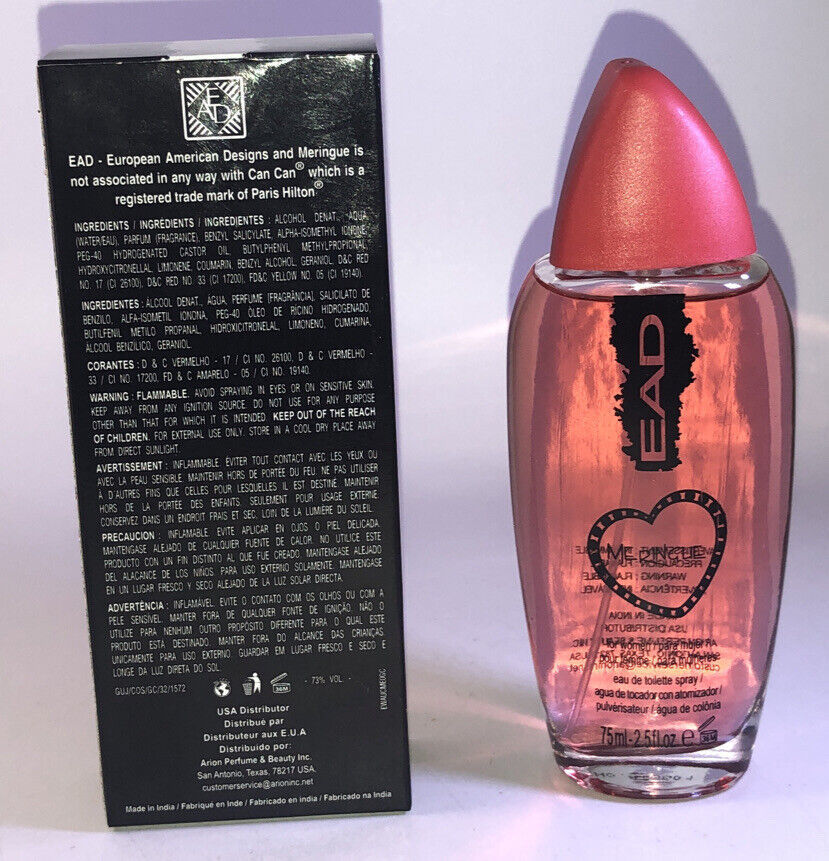 EAD
EAD - European American Designs and Meringue is
not associated in any way with Can Can® which is a
registered trade mark of Paris Hilton®
INGREDIENTS / INGRÉDIENTS / INGREDIENTES : ALCOHOL DENAT., AQUA
(WATER/EAU), PARFUM (FRAGRANCE), BENZYL SALICYLATE, ALPHA-ISOMETHYL IONONE,
PEG-40 HYDROGENATED CASTOR OIL, BUTYLPHENYL METHYLPROPIONAL,
HYDROXYCITRONELLAL, LIMONENE, COUMARIN, BENZYL ALCOHOL, GERANIOL, D&C RED
NO. 17 (CI 26100), D&C RED NO. 33 (CI 17200), FD&C YELLOW NO. 05 (CI 19140).
INGREDIENTES : ÁLCOOL DENAT., ÁGUA, PERFUME [FRAGRÂNCIA], SALICILATO DE
BENZILO, ALFA-ISOMETIL IONONA, PEG-40 ÓLEO DE RICINO HIDROGENADO,
BUTILFENIL METILO PROPANAL, HIDROXICITRONELAL, LIMONENO, CUMARINA,
ÁLCOOL BENZÍLICO, GERANIOL.
CORANTES : D & C VERMELHO - 17 / CI NO. 26100, D & C VERMELHO -
33 / CI NO. 17200, FD & C AMARELO - 05 / CI NO. 19140.
WARNING : FLAMMABLE. AVOID SPRAYING IN EYES OR ON SENSITIVE SKIN.
KEEP AWAY FROM ANY IGNITION SOURCE. DO NOT USE FOR ANY PURPOSE
OTHER THAN THAT FOR WHICH IT IS INTENDED. KEEP OUT OF THE REACH
OF CHILDREN. FOR EXTERNAL USE ONLY. STORE IN A COOL DRY PLACE AWAY
FROM DIRECT SUNLIGHT.
AVERTISSEMENT : INFLAMMABLE. ÉVITER TOUT CONTACT AVEC LES YEUX OU
AVEC LA PEAU SENSIBLE. MAINTENIR HORS DE PORTÉE DU FEU. NE PAS UTILISER
À D'AUTRES FINS QUE CELLES POUR LESQUELLES IL EST DESTINÉ. MAINTENIR
HORS DE LA PORTÉE DES ENFANTS. SEULEMENT POUR USAGE EXTERNE.
CONSERVEZ DANS UN ENDROIT FRAIS ET SEC, LOIN DE LA LUMIÈRE DU SOLEIL.
PRECAUCION : INFLAMABLE. EVITE APLICAR EN OJOS O PIEL DELICADA.
MANTENGASE ALEJADO DE CUALQUIER FUENTE DE CALOR. NO UTILICE ESTE
PRODUCTO CON UN FIN DISTINTO AL QUE FUE CREADO. MANTENGASE ALEJADO
DEL ALACANCE DE LOS NIÑOS. PARA USO EXTERNO SOLAMENTE. MANTENGASE
EN UN LUGAR FRESCO Y SECO ALEJADO DE LA LUZ SOLAR DIRECTA.
ADVERTÊNCIA : INFLAMÁVEL. EVITE O CONTATO COM OS OLHOS OU COM A
PELE SENSÍVEL. MANTER FORA DE QUALQUER FONTE DE IGNIÇÃO. NÃO O
UTILIZE PARA NENHUM OUTRO PROPÓSITO DIFERENTE PARA O QUAL ESTE
PRODUTO ESTÁ DESTINADO. MANTER FORA DO ALCANCE DAS CRIANÇAS.
UNICAMENTE PARA USO EXTERNO. GUARDAR EM LUGAR FRESCO E SECO E
LONGE DA LUZ DIRETA DO SOL.
GUJ/COS/GC/32/1572
36M
- 73% VOL -
EWAUCMEIGC
USA Distributor
Distribué par
Distributeur aux E.U.A
Distribuido por:
Arion Perfume & Beauty Inc.
San Antonio, Texas. 78217 USA.
customerservice@arioninc.net
Made in India / Fabriqué en Inde / Fabricado en india / Fabricado na India
EAD
for women / para mujer
pour femme / para mulheres
eau de toilette spray /
agua de tocador con atomizador /
pulvérisateur / água de colônia
75ml-2.5fl.oz e 36M